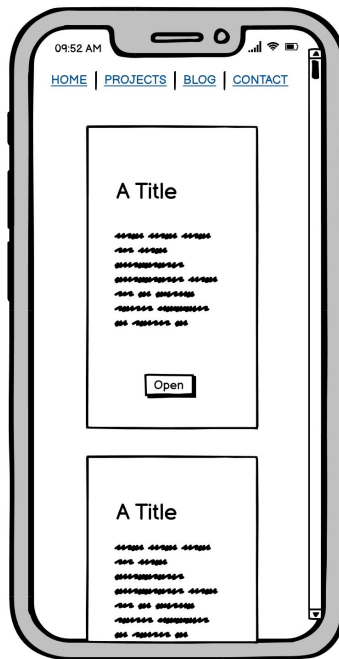 09:52 AM
HOME PROJECTS BLOG CONTACT
A Title
Open
A Title